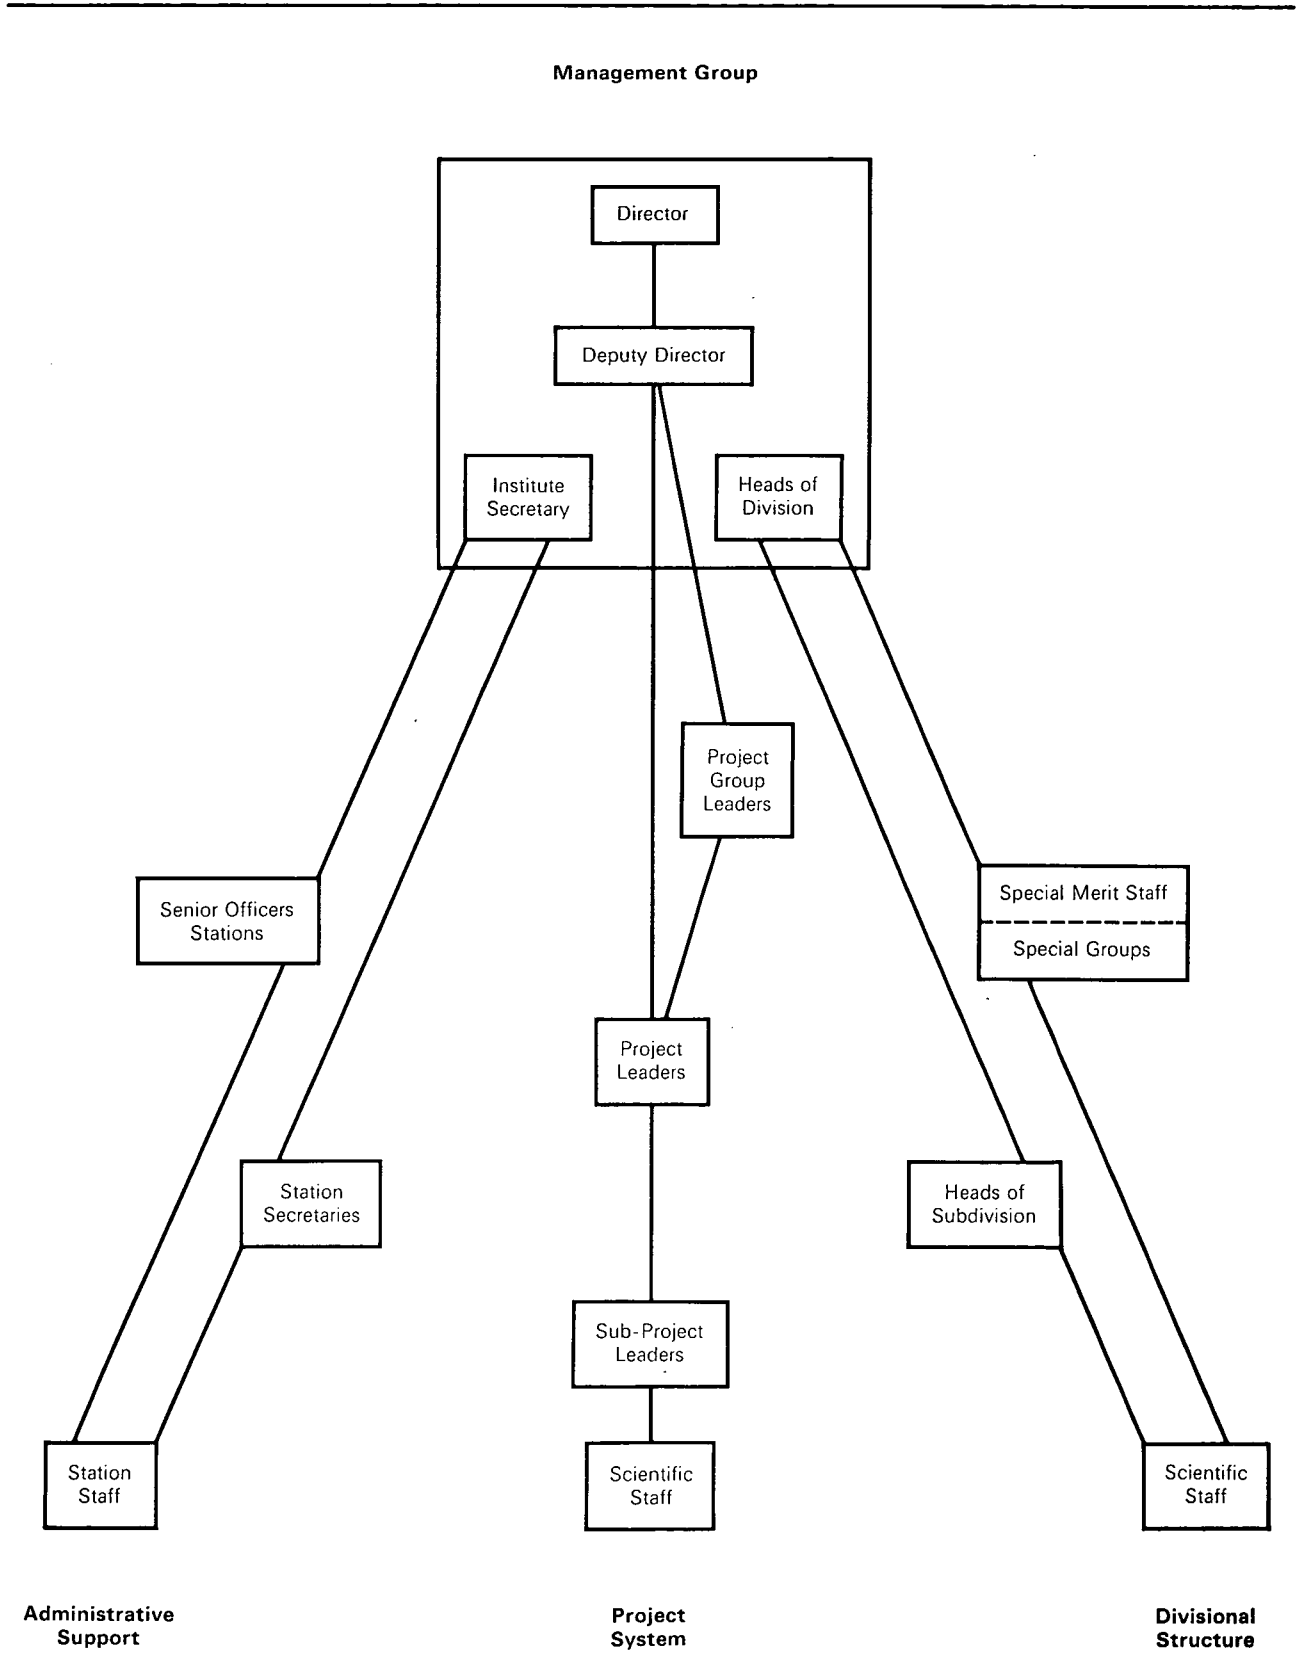 Management Group
Director
Deputy Director
Institute
Secretary
Heads of
Division
Project
Group
Leaders
Senior Officers
Stations
Special Merit Staff
Special Groups
Project
Leaders
Station
Secretaries
Heads of
Subdivision
Sub-Project
Leaders
Station
Staff
Scientific
Staff
Scientific
Staff
Administrative
Support
Project
System
Divisional
Structure